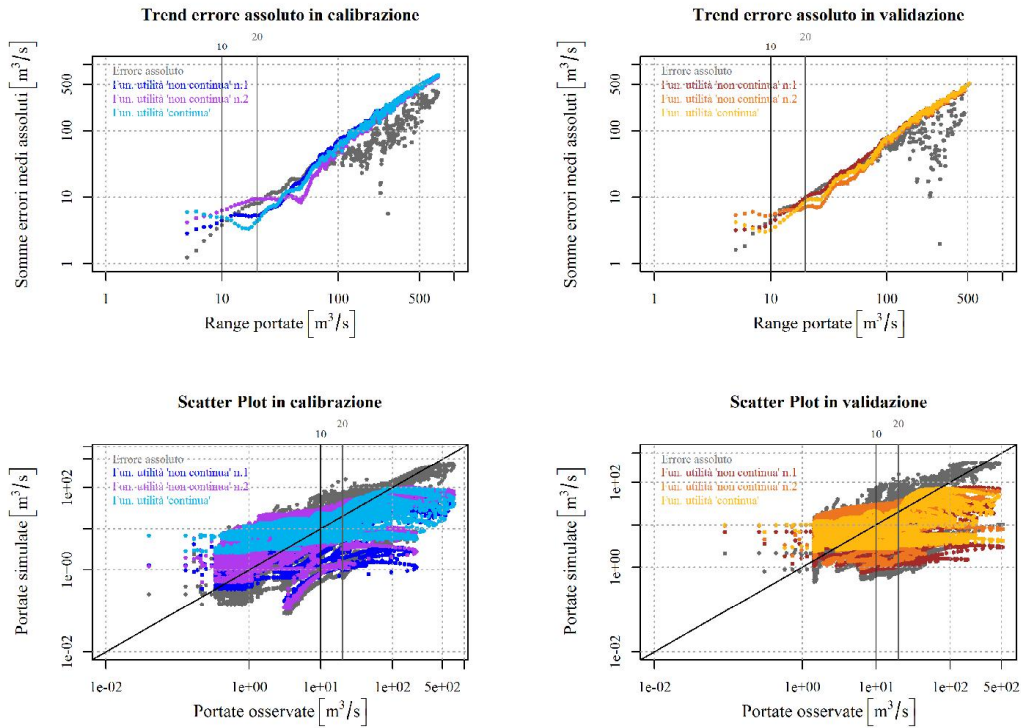 Trend errore assoluto in calibrazione
10
20
Errore assoluto
Fun. utilità 'non continua' n.1
Fun. utilità 'non continua' n.2
Fun. utilità 'continua'
Somme errori medi assoluti [m³/s]
500
100
10
1
1
10
100
500
Range portate [m³/s]
Trend errore assoluto in validazione
10
20
Errore assoluto
Fun. utilità 'non continua' n.1
Fun. utilità 'non continua' n.2
Fun. utilità 'continua'
Somme errori medi assoluti [m³/s]
500
100
10
1
1
10
100
500
Range portate [m³/s]
Scatter Plot in calibrazione
10
20
Errore assoluto
Fun. utilità 'non continua' n.1
Fun. utilità 'non continua' n.2
Fun. utilità 'continua'
Portate simulate [m³/s]
1e+02
1e+00
1e-02
1e-02
1e+00
1e+01
1e+02
5e+02
Portate osservate [m³/s]
Scatter Plot in validazione
10
20
Errore assoluto
Fun. utilità 'non continua' n.1
Fun. utilità 'non continua' n.2
Fun. utilità 'continua'
Portate simulate [m³/s]
1e+02
1e+00
1e-02
1e-02
1e+00
1e+01
1e+02
5e+02
Portate osservate [m³/s]